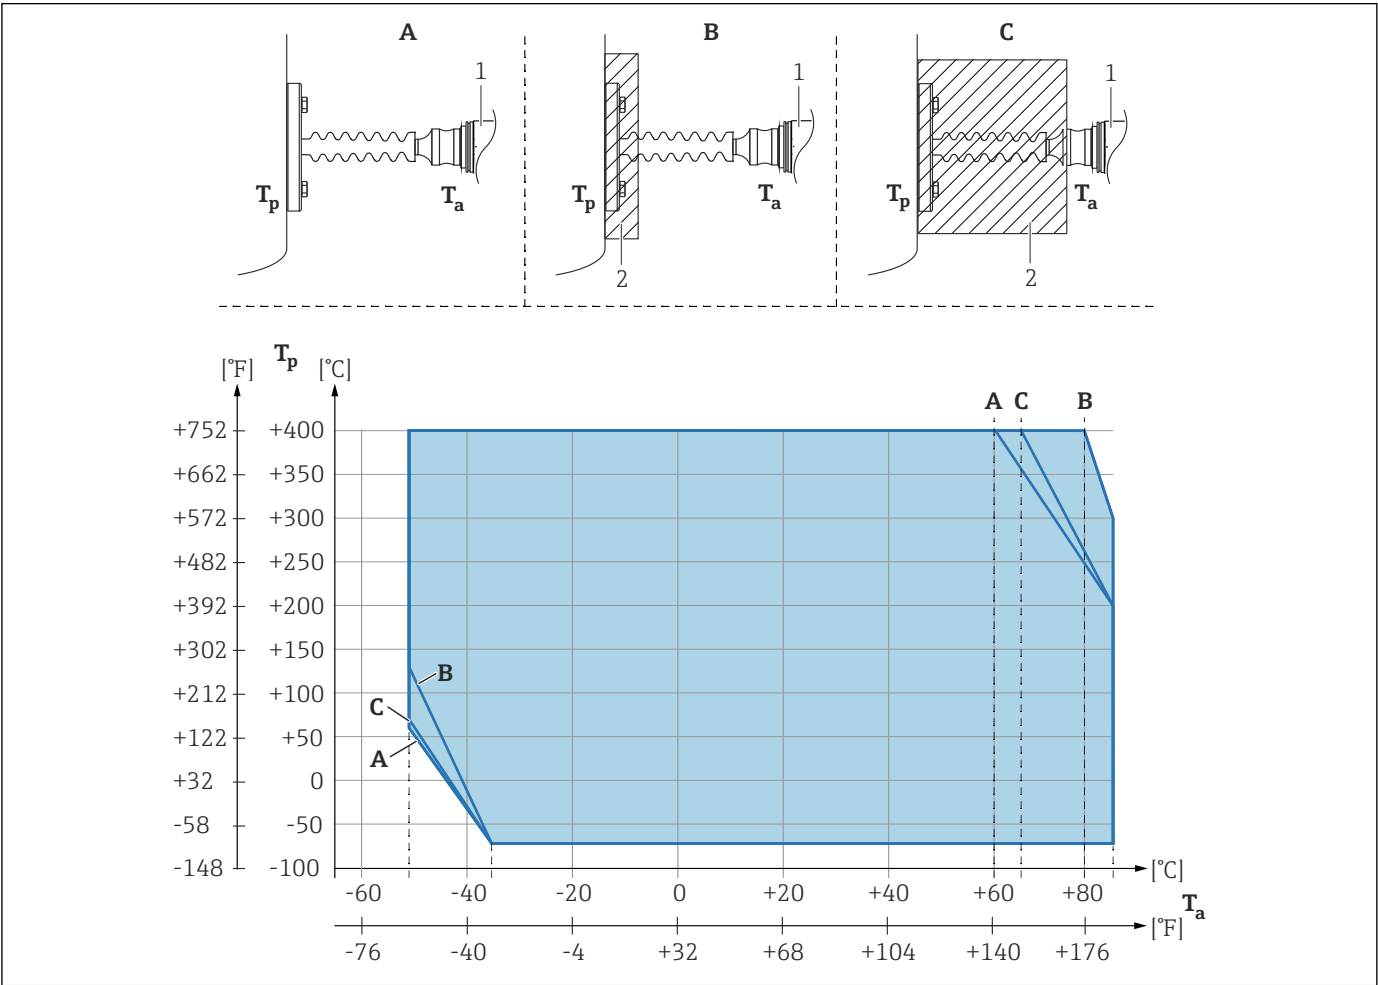 A B C
1 1 1
Tp Ta Tp Ta Tp Ta
2 2
[°F] Tp [°C]
A C B
+752 +400
+662 +350
+572 +300
+482 +250
+392 +200
+302 +150
+212 +100 B
C
+122 +50
A
+32 0
-58 -50
-148 -100
[°C]
-60 -40 -20 0 +20 +40 +60 +80
Ta
[°F]
-76 -40 -4 +32 +68 +104 +140 +176